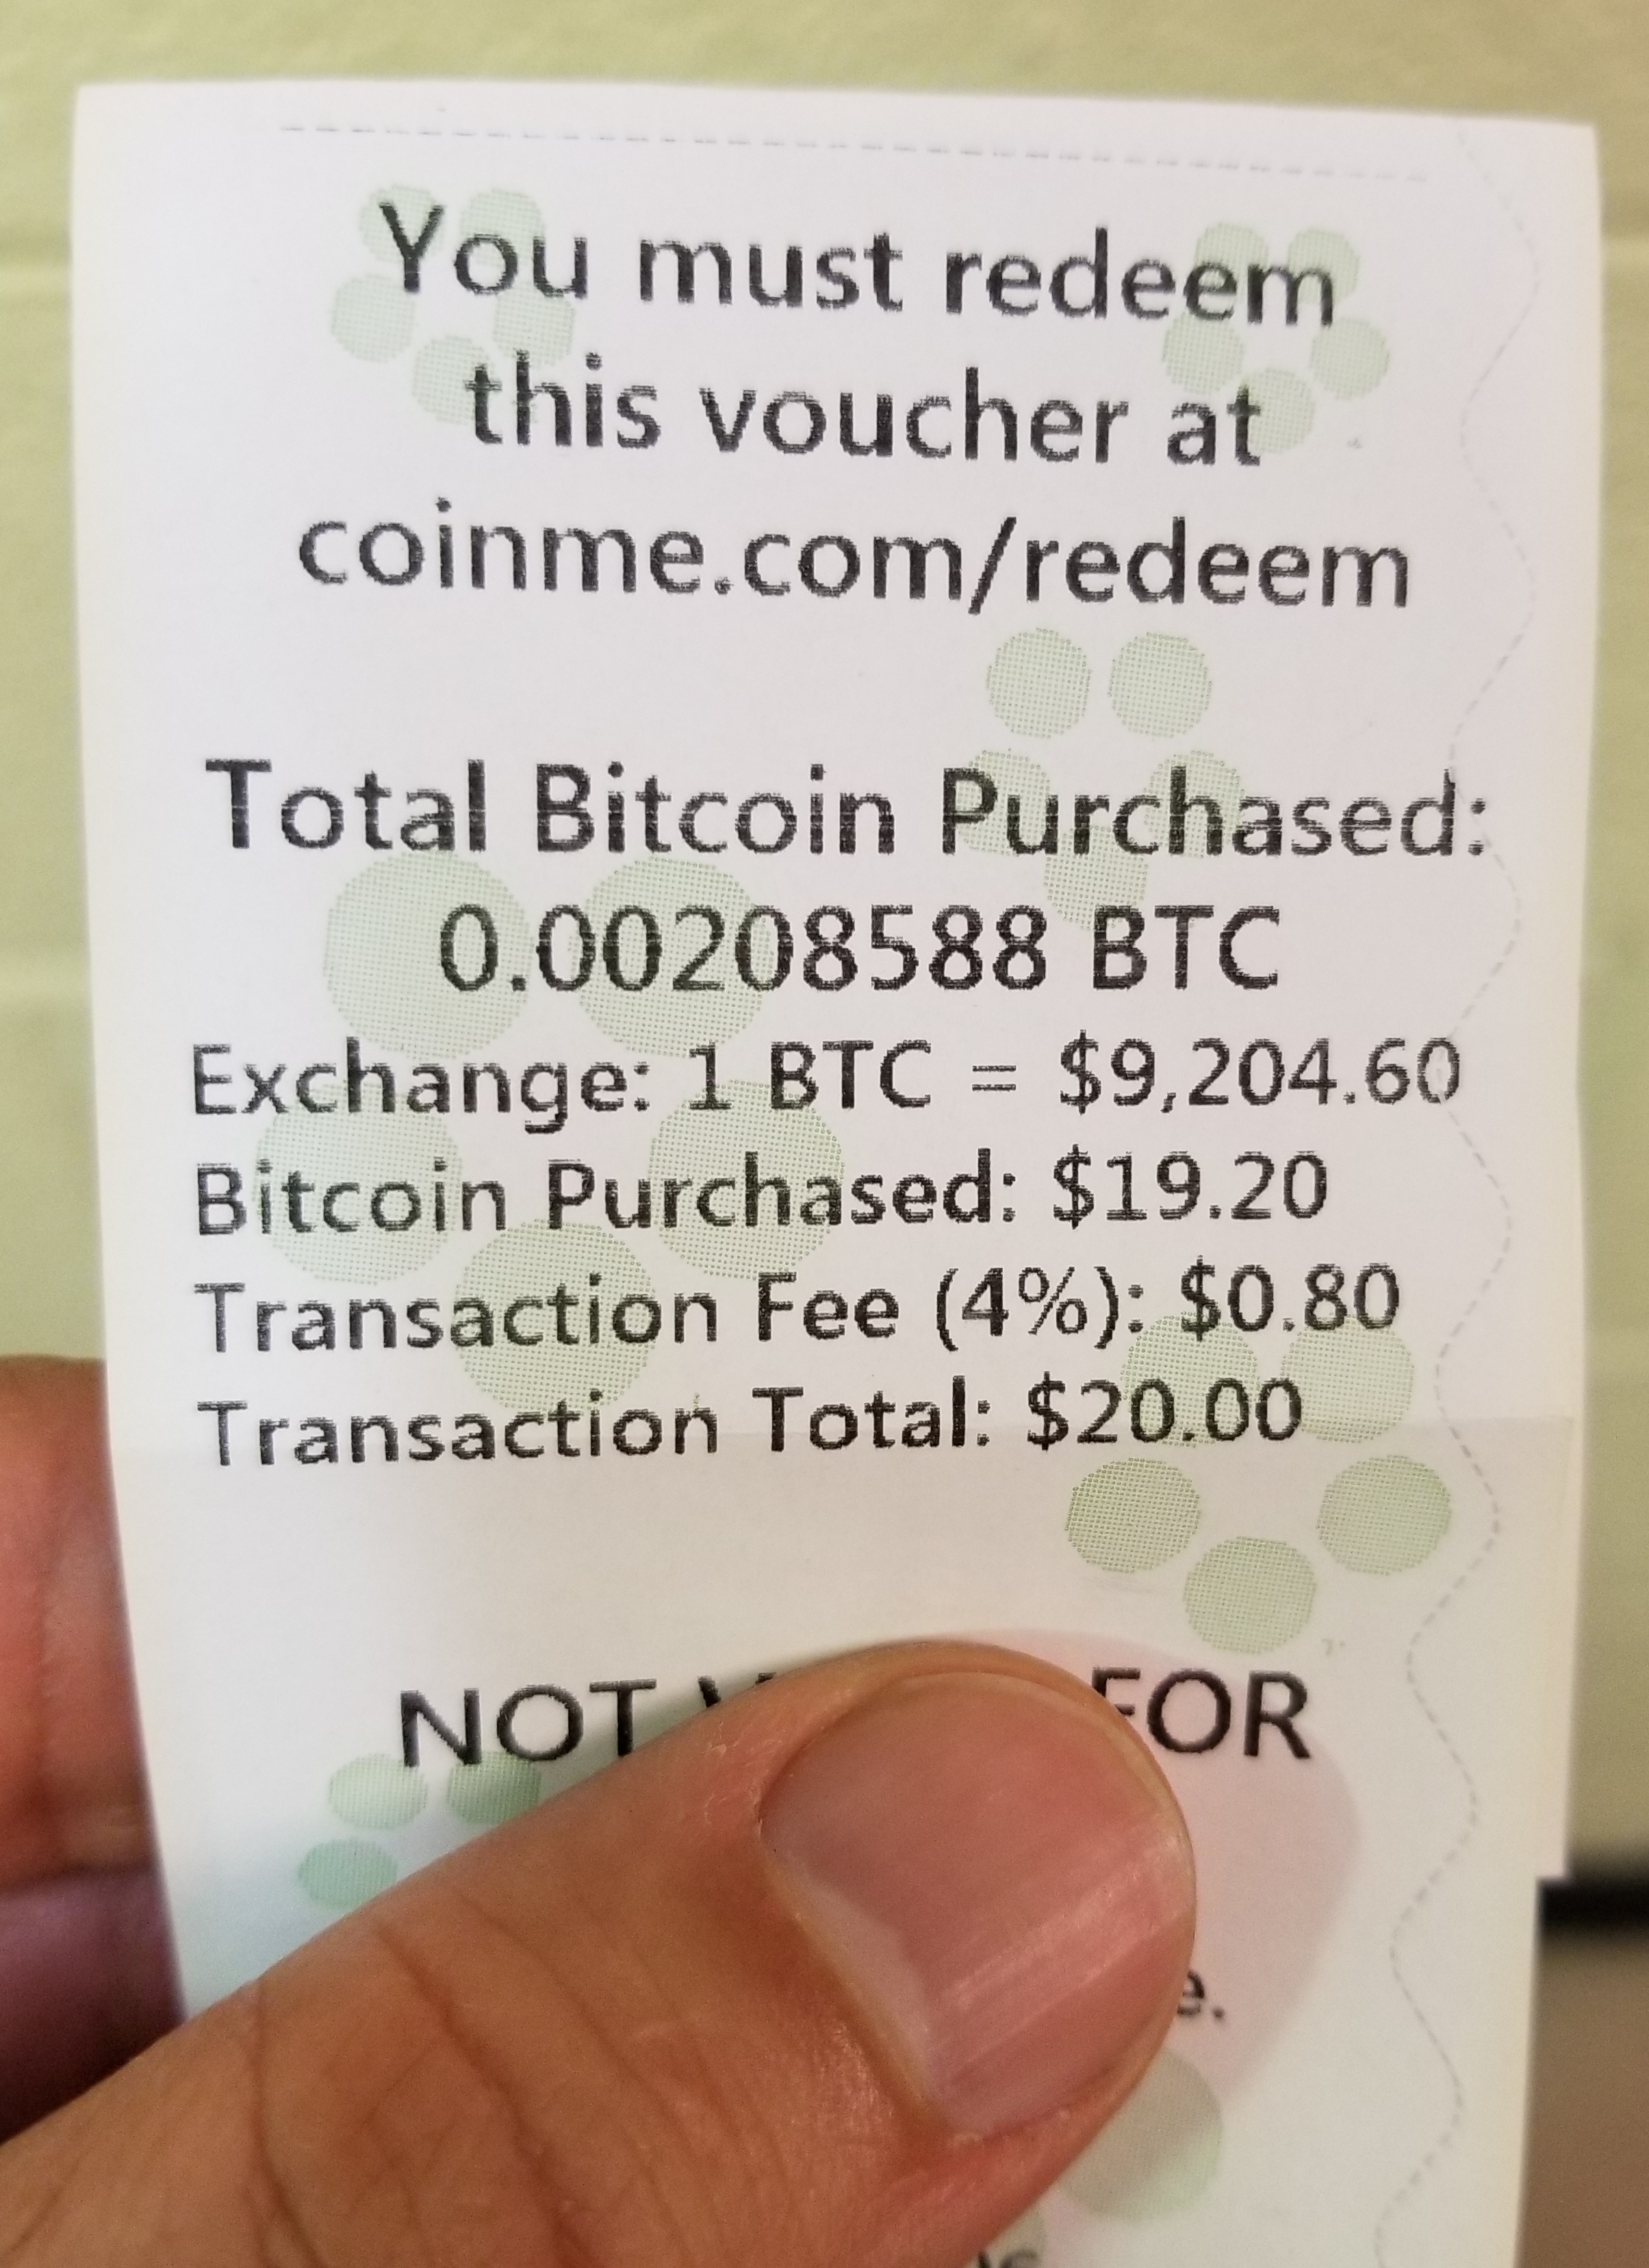 You must redeem
this voucher at
coinme.com/redeem
Total Bitcoin Purchased:
0.00208588 BTC
Exchange: 1 BTC = $9,204.60
Bitcoin Purchased: $19.20
Transaction Fee (4%): $0.80
Transaction Total: $20.00
NOT FOR